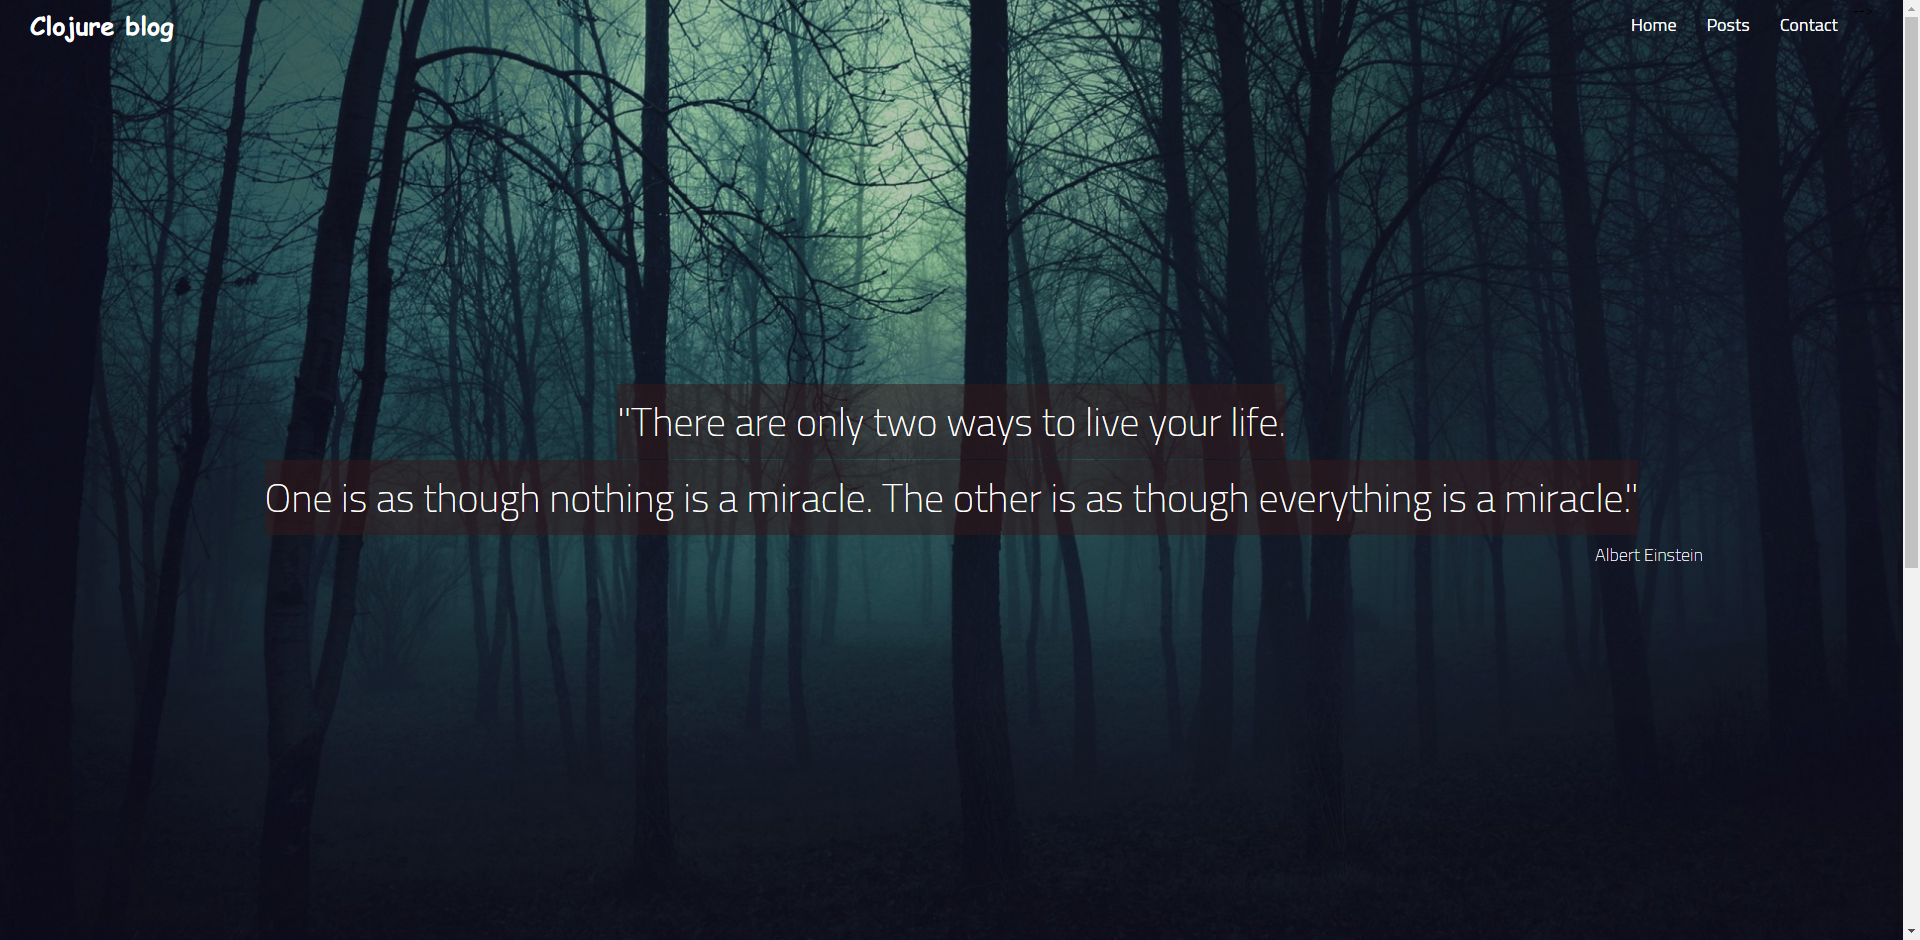 Clojure blog
Home Posts Contact
"There are only two ways to live your life.
One is as though nothing is a miracle. The other is as though everything is a miracle."
Albert Einstein